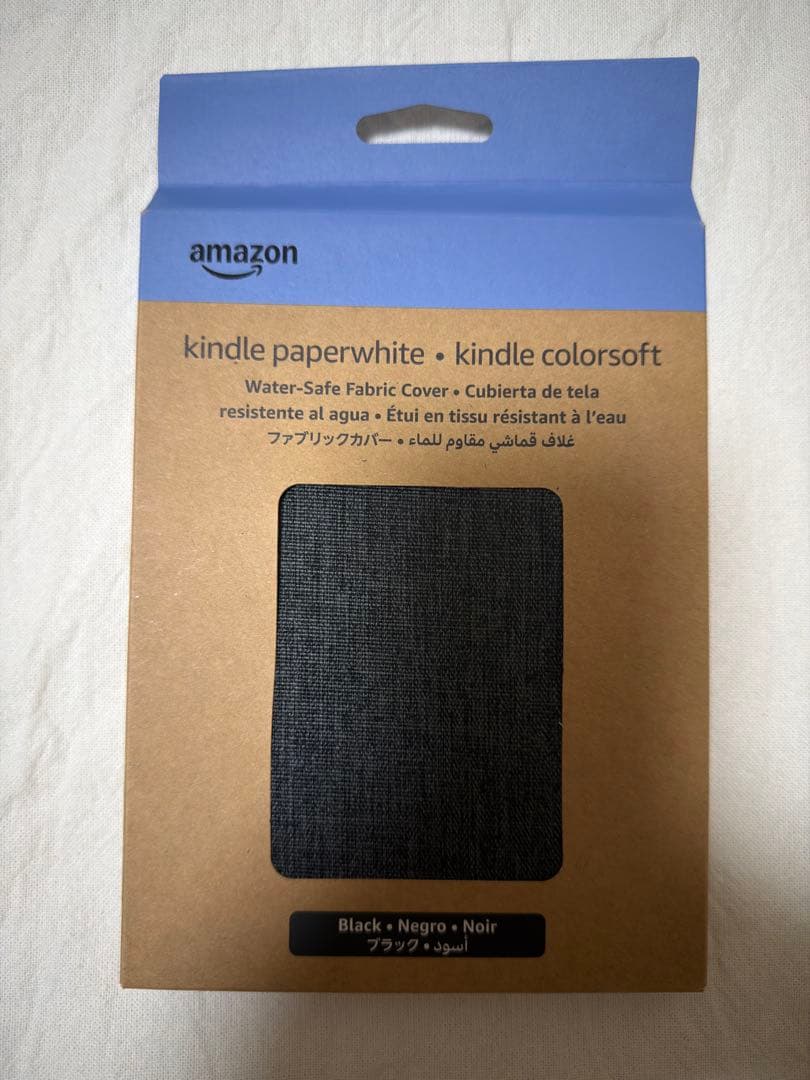 amazon
kindle paperwhite • kindle colorsoft
Water-Safe Fabric Cover • Cubierta de tela
resistente al agua • Étui en tissu résistant à l’eau
ファブリックカバー • غلاف قماشي مقاوم للماء
Black • Negro • Noir
ブラック • أسود